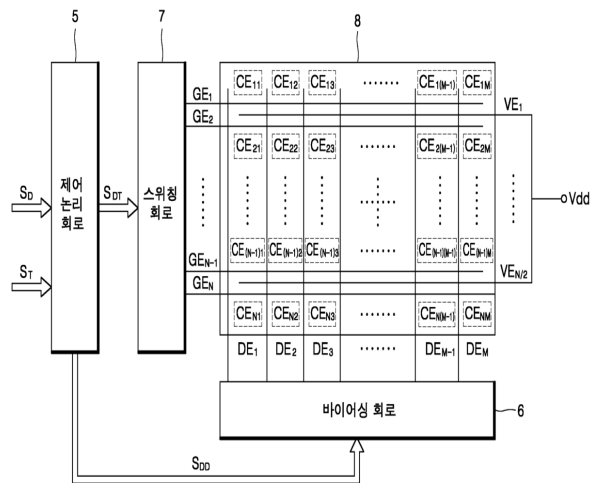 5
7
8
CE11 CE12 CE13 ······· CE1(M-1) CE1M
GE1
VE1
GE2
CE21 CE22 CE23 ······· CE2(M-1) CE2M
SD
제어
논리
회로
SDT
스위칭
회로
Vdd
ST
CE(N-1)1 CE(N-1)2 CE(N-1)3 ······· CE(N-1)(M-1) CE(N-1)M
GEN-1
VEN/2
GEN
CEN1 CEN2 CEN3 ······· CEN(M-1) CENM
DE1 DE2 DE3 ······· DEM-1 DEM
바이어싱 회로
6
SDD